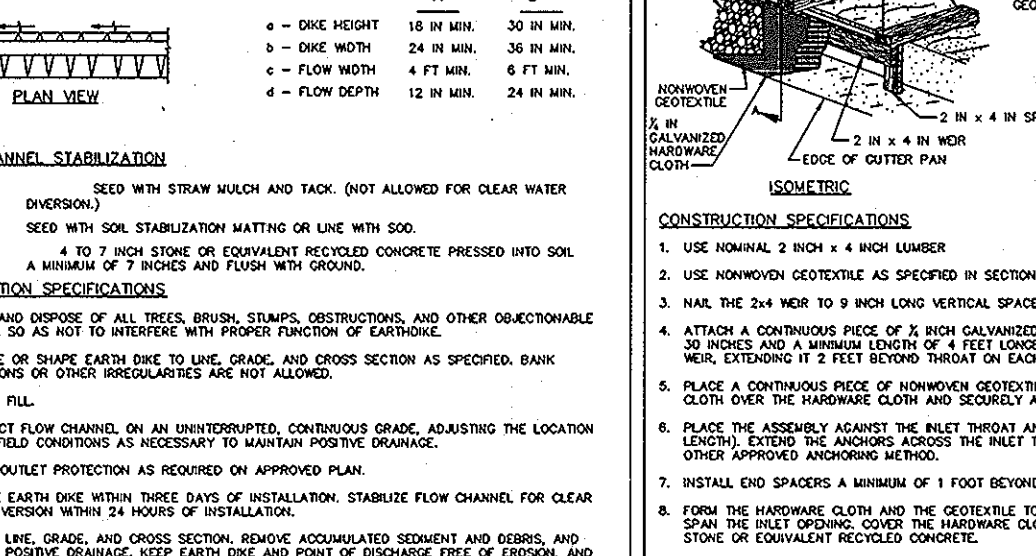 a - DIKE HEIGHT 18 IN MIN. 30 IN MIN.
b - DIKE WIDTH 24 IN MIN. 36 IN MIN.
c - FLOW WIDTH 4 FT MIN. 6 FT MIN.
d - FLOW DEPTH 12 IN MIN. 24 IN MIN.
PLAN VIEW
ANNEL STABILIZATION
SEED WITH STRAW MULCH AND TACK. (NOT ALLOWED FOR CLEAR WATER
DIVERSION.)
SEED WITH SOIL STABILIZATION MATTING OR LINE WITH SOD.
4 TO 7 INCH STONE OR EQUIVALENT RECYCLED CONCRETE PRESSED INTO SOIL
A MINIMUM OF 7 INCHES AND FLUSH WITH GROUND.
TION SPECIFICATIONS
AND DISPOSE OF ALL TREES, BRUSH, STUMPS, OBSTRUCTIONS, AND OTHER OBJECTIONABLE
SO AS NOT TO INTERFERE WITH PROPER FUNCTION OF EARTHDIKE.
E OR SHAPE EARTH DIKE TO LINE, GRADE, AND CROSS SECTION AS SPECIFIED. BANK
ONS OR OTHER IRREGULARITIES ARE NOT ALLOWED.
FILL.
CT FLOW CHANNEL ON AN UNINTERRUPTED, CONTINUOUS GRADE, ADJUSTING THE LOCATION
FIELD CONDITIONS AS NECESSARY TO MAINTAIN POSITIVE DRAINAGE.
OUTLET PROTECTION AS REQUIRED ON APPROVED PLAN.
E EARTH DIKE WITHIN THREE DAYS OF INSTALLATION. STABILIZE FLOW CHANNEL FOR CLEAR
VERSION WITHIN 24 HOURS OF INSTALLATION.
LINE, GRADE, AND CROSS SECTION. REMOVE ACCUMULATED SEDIMENT AND DEBRIS, AND
POSITIVE DRAINAGE. KEEP EARTH DIKE AND POINT OF DISCHARGE FREE OF EROSION, AND
GEO
NONWOVEN
GEOTEXTILE
A
¼ IN
GALVANIZED
HARDWARE
CLOTH
2 IN x 4 IN SP
2 IN x 4 IN WEIR
EDGE OF GUTTER PAN
ISOMETRIC
CONSTRUCTION SPECIFICATIONS
1. USE NOMINAL 2 INCH x 4 INCH LUMBER
2. USE NONWOVEN GEOTEXTILE AS SPECIFIED IN SECTION
3. NAIL THE 2x4 WEIR TO 9 INCH LONG VERTICAL SPACE
4. ATTACH A CONTINUOUS PIECE OF ¼ INCH GALVANIZED
30 INCHES AND A MINIMUM LENGTH OF 4 FEET LONGE
WEIR, EXTENDING IT 2 FEET BEYOND THROAT ON EACH
5. PLACE A CONTINUOUS PIECE OF NONWOVEN GEOTEXTI
CLOTH OVER THE HARDWARE CLOTH AND SECURELY A
6. PLACE THE ASSEMBLY AGAINST THE INLET THROAT AN
LENGTH). EXTEND THE ANCHORS ACROSS THE INLET T
OTHER APPROVED ANCHORING METHOD.
7. INSTALL END SPACERS A MINIMUM OF 1 FOOT BEYOND
8. FORM THE HARDWARE CLOTH AND THE GEOTEXTILE TO
SPAN THE INLET OPENING. COVER THE HARDWARE CLO
STONE OR EQUIVALENT RECYCLED CONCRETE.